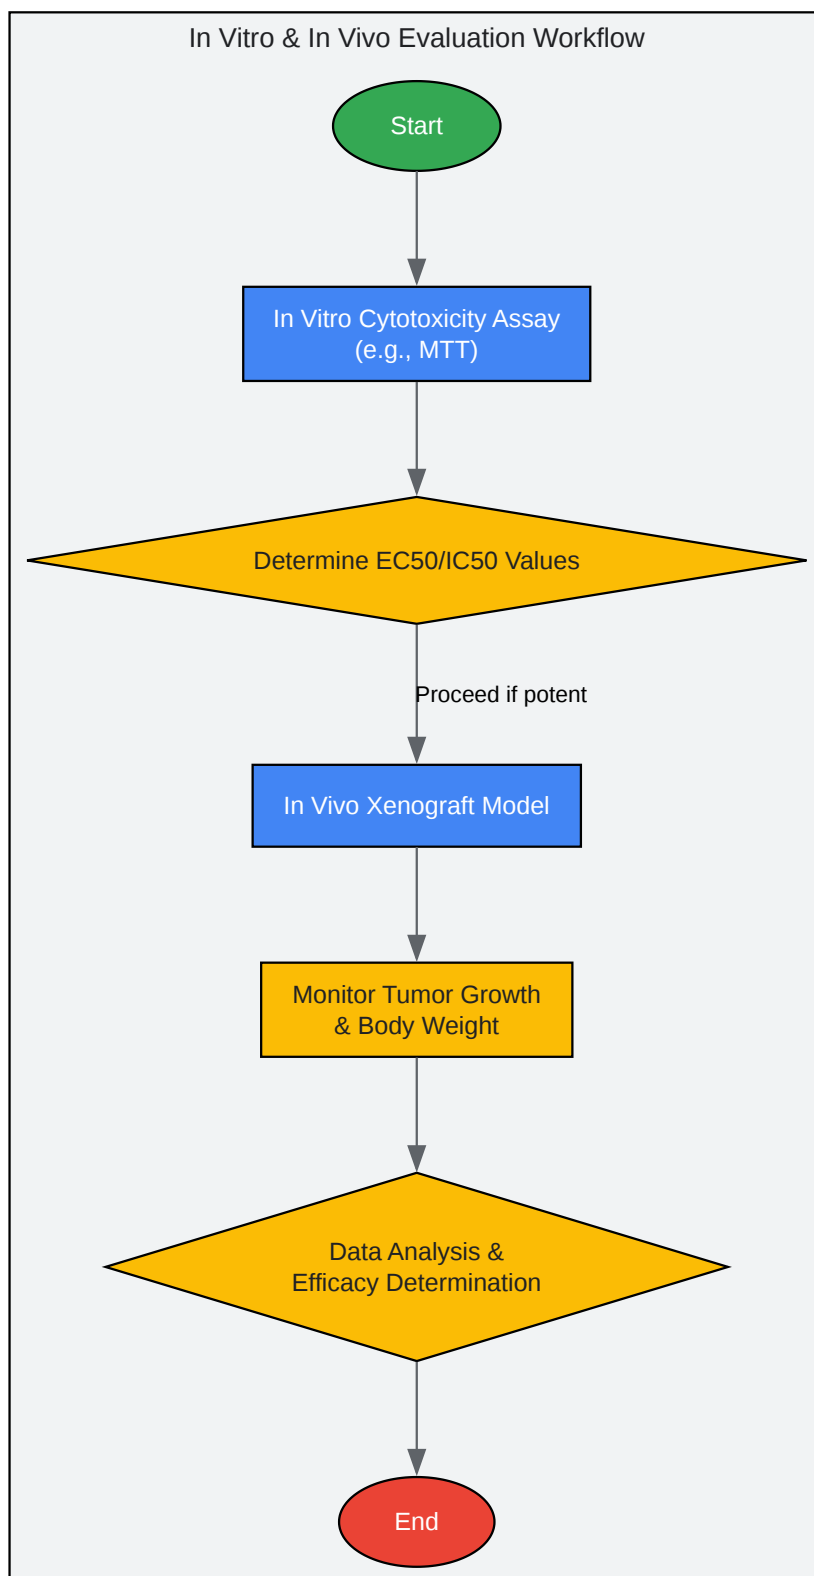 In Vitro & In Vivo Evaluation Workflow
Start
In Vitro Cytotoxicity Assay
(e.g., MTT)
Determine EC50/IC50 Values
Proceed if potent
In Vivo Xenograft Model
Monitor Tumor Growth
& Body Weight
Data Analysis &
Efficacy Determination
End